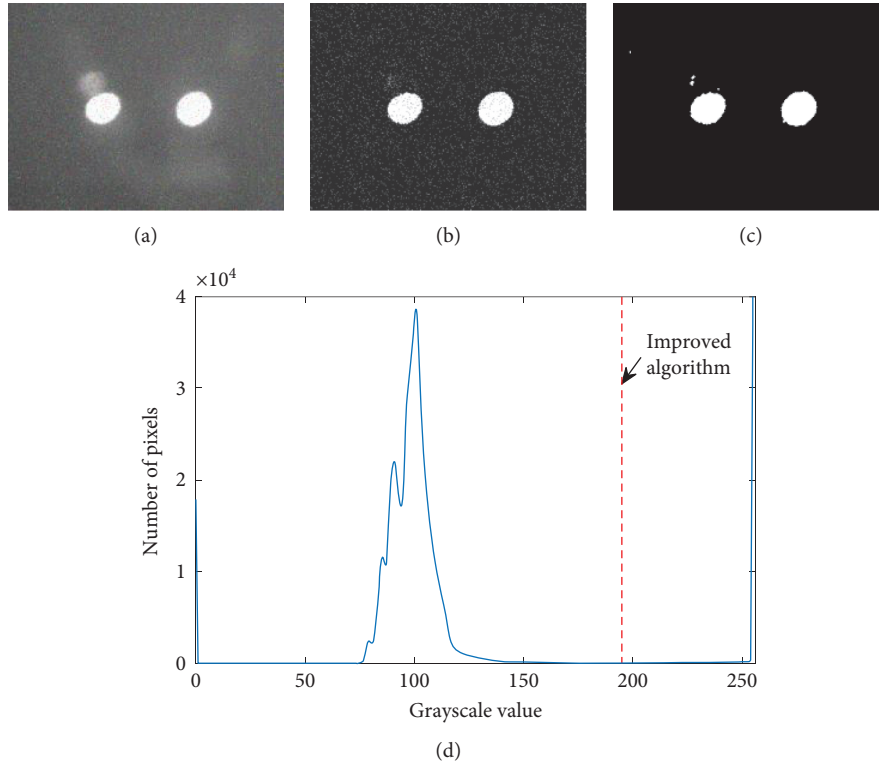 (a)
(b)
(c)
×10⁴
4
3
2
1
0
Number of pixels
Improved
algorithm
0
50
100
150
200
250
Grayscale value
(d)